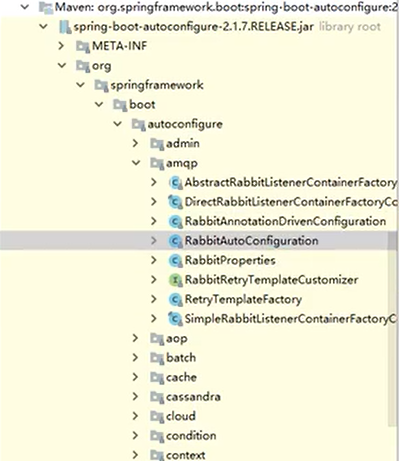 Maven: org.springframework.boot:spring-boot-autoconfigure:2
spring-boot-autoconfigure-2.1.7.RELEASE.jar library root
META-INF
org
springframework
boot
autoconfigure
admin
amqp
AbstractRabbitListenerContainerFactory
DirectRabbitListenerContainerFactoryCo
RabbitAnnotationDrivenConfiguration
RabbitAutoConfiguration
RabbitProperties
RabbitRetryTemplateCustomizer
RetryTemplateFactory
SimpleRabbitListenerContainerFactoryC
aop
batch
cache
cassandra
cloud
condition
context